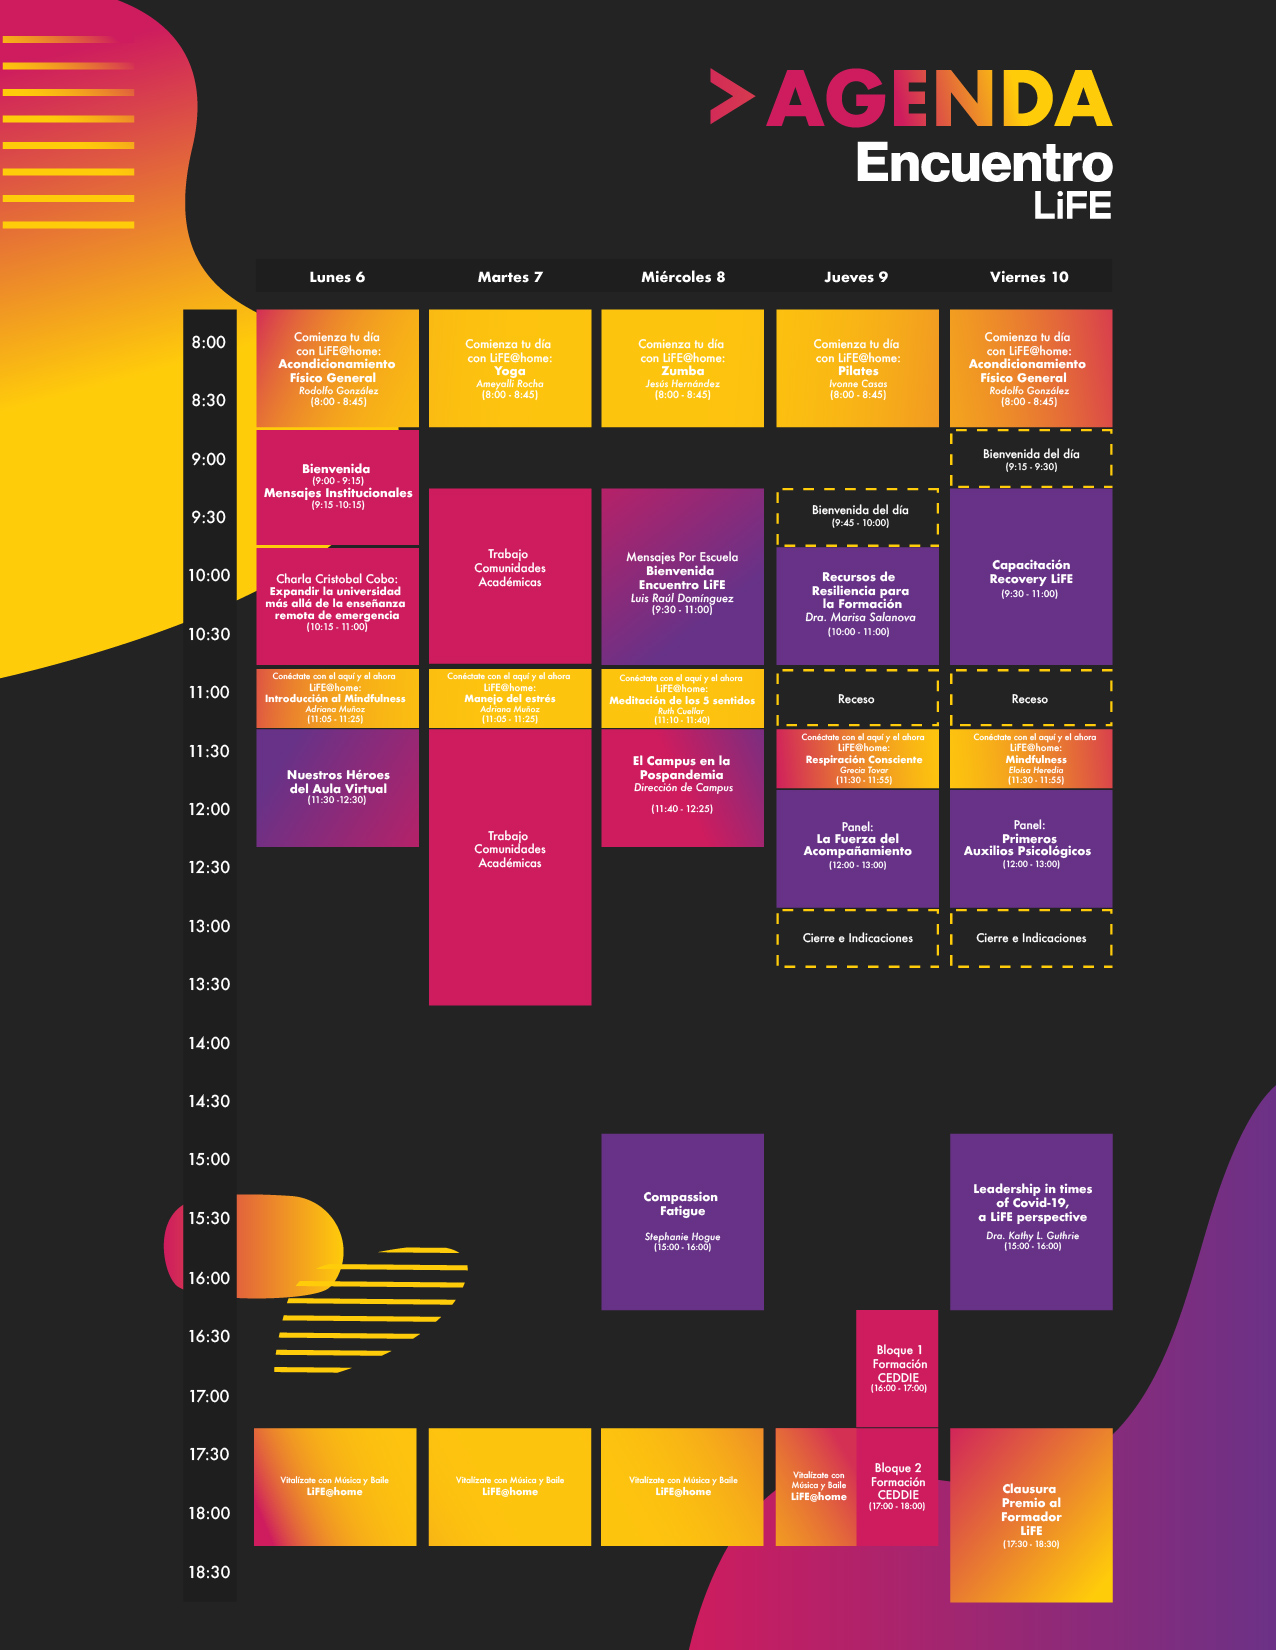 > AGENDA
Encuentro
LiFE
Lunes 6
Martes 7
Miércoles 8
Jueves 9
Viernes 10
8:00
8:30
9:00
9:30
10:00
10:30
11:00
11:30
12:00
12:30
13:00
13:30
14:00
14:30
15:00
15:30
16:00
16:30
17:00
17:30
18:00
18:30
Comienza tu día
con LiFE@home:
Acondicionamiento
Físico General
Rodolfo González
(8:00 - 8:45)
Bienvenida
(9:00 - 9:15)
Mensajes Institucionales
(9:15 -10:15)
Charla Cristobal Cobo:
Expandir la universidad
más allá de la enseñanza
remota de emergencia
(10:15 - 11:00)
Conéctate con el aquí y el ahora
LiFE@home:
Introducción al Mindfulness
Adriana Muñoz
(11:05 - 11:25)
Nuestros Héroes
del Aula Virtual
(11:30 -12:30)
Vitalízate con Música y Baile
LiFE@home
Comienza tu día
con LiFE@home:
Yoga
Ameyalli Rocha
(8:00 - 8:45)
Trabajo
Comunidades
Académicas
Conéctate con el aquí y el ahora
LiFE@home:
Manejo del estrés
Adriana Muñoz
(11:05 - 11:25)
Trabajo
Comunidades
Académicas
Vitalízate con Música y Baile
LiFE@home
Comienza tu día
con LiFE@home:
Zumba
Jesús Hernández
(8:00 - 8:45)
Mensajes Por Escuela
Bienvenida
Encuentro LiFE
Luis Raúl Domínguez
(9:30 - 11:00)
Conéctate con el aquí y el ahora
LiFE@home:
Meditación de los 5 sentidos
Ruth Cuellar
(11:10 - 11:40)
El Campus en la
Pospandemia
Dirección de Campus
(11:40 - 12:25)
Compassion
Fatigue
Stephanie Hogue
(15:00 - 16:00)
Vitalízate con Música y Baile
LiFE@home
Comienza tu día
con LiFE@home:
Pilates
Ivonne Casas
(8:00 - 8:45)
Bienvenida del día
(9:45 - 10:00)
Recursos de
Resiliencia para
la Formación
Dra. Marisa Salanova
(10:00 - 11:00)
Receso
Conéctate con el aquí y el ahora
LiFE@home:
Respiración Consciente
Grecia Tovar
(11:30 - 11:55)
Panel:
La Fuerza del
Acompañamiento
(12:00 - 13:00)
Cierre e Indicaciones
Bloque 1
Formación
CEDDIE
(16:00 - 17:00)
Vitalízate con
Música y Baile
LiFE@home
Bloque 2
Formación
CEDDIE
(17:00 - 18:00)
Comienza tu día
con LiFE@home:
Acondicionamiento
Físico General
Rodolfo González
(8:00 - 8:45)
Bienvenida del día
(9:15 - 9:30)
Capacitación
Recovery LiFE
(9:30 - 11:00)
Receso
Conéctate con el aquí y el ahora
LiFE@home:
Mindfulness
Eloísa Heredia
(11:30 - 11:55)
Panel:
Primeros
Auxilios Psicológicos
(12:00 - 13:00)
Cierre e Indicaciones
Leadership in times
of Covid-19,
a LiFE perspective
Dra. Kathy L. Guthrie
(15:00 - 16:00)
Clausura
Premio al
Formador
LiFE
(17:30 - 18:30)